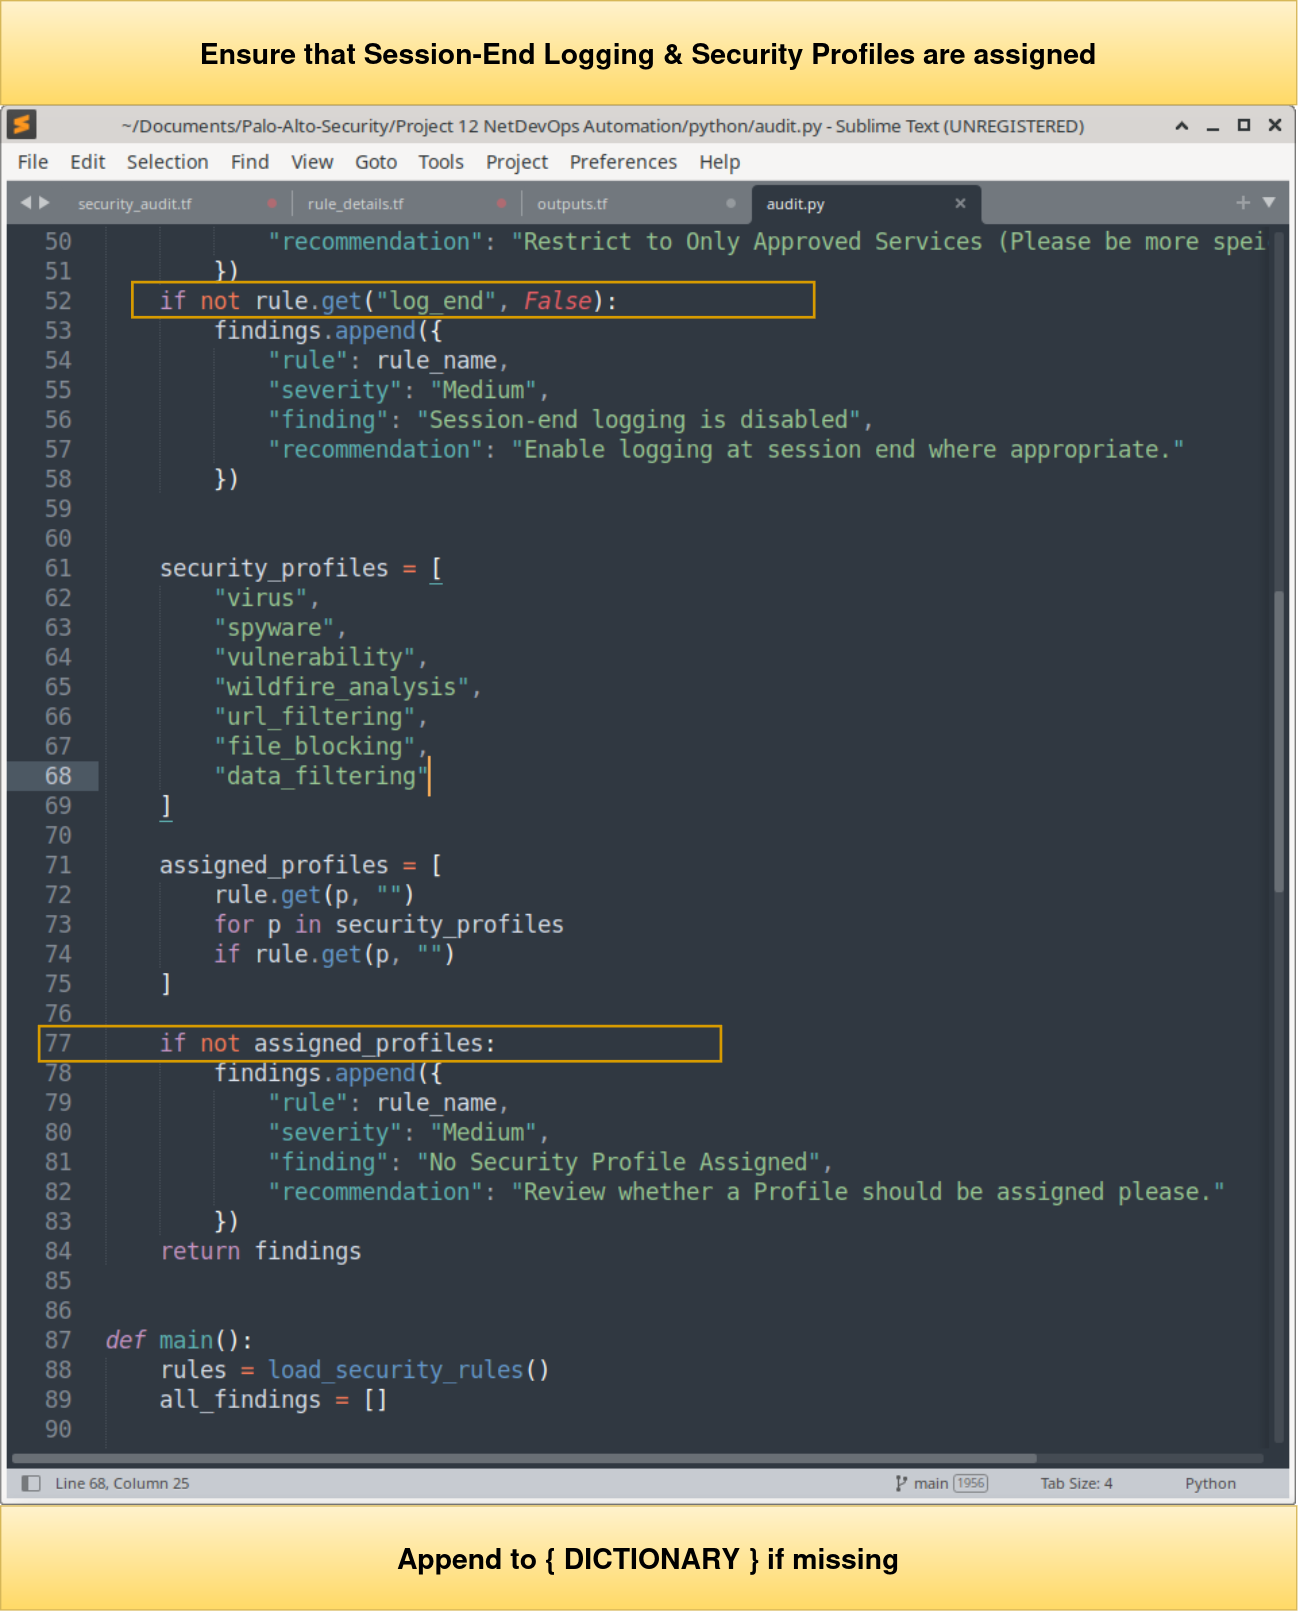 Ensure that Session-End Logging & Security Profiles are assigned
~/Documents/Palo-Alto-Security/Project 12 NetDevOps Automation/python/audit.py - Sublime Text (UNREGISTERED)
File Edit Selection Find View Goto Tools Project Preferences Help
security_audit.tf rule_details.tf outputs.tf audit.py
50 "recommendation": "Restrict to Only Approved Services (Please be more spei
51 })
52 if not rule.get("log_end", False):
53 findings.append({
54 "rule": rule_name,
55 "severity": "Medium",
56 "finding": "Session-end logging is disabled",
57 "recommendation": "Enable logging at session end where appropriate."
58 })
59
60
61 security_profiles = [
62 "virus",
63 "spyware",
64 "vulnerability",
65 "wildfire_analysis",
66 "url_filtering",
67 "file_blocking",
68 "data_filtering"
69 ]
70
71 assigned_profiles = [
72 rule.get(p, "")
73 for p in security_profiles
74 if rule.get(p, "")
75 ]
76
77 if not assigned_profiles:
78 findings.append({
79 "rule": rule_name,
80 "severity": "Medium",
81 "finding": "No Security Profile Assigned",
82 "recommendation": "Review whether a Profile should be assigned please."
83 })
84 return findings
85
86
87 def main():
88 rules = load_security_rules()
89 all_findings = []
90
Line 68, Column 25 main 1956 Tab Size: 4 Python
Append to { DICTIONARY } if missing